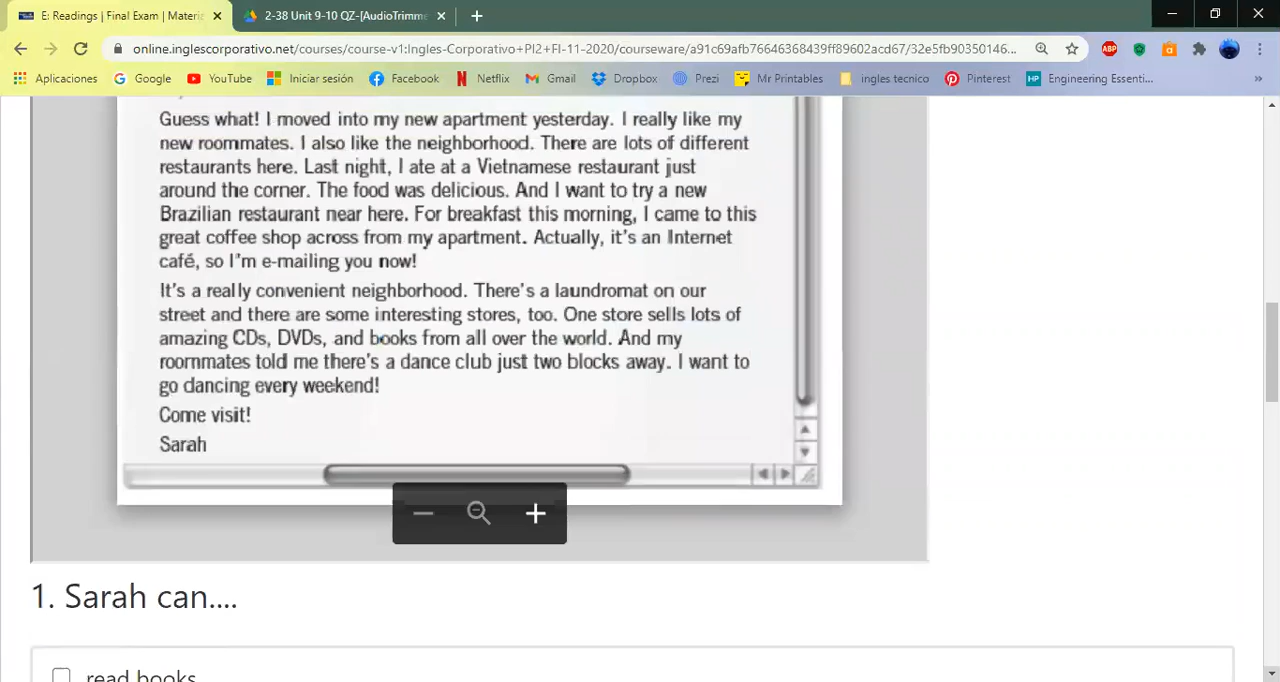 E: Readings | Final Exam | Materia
2-38 Unit 9-10 QZ-[AudioTrimme
online.inglescorporativo.net/courses/course-v1:Ingles-Corporativo+PI2+FI-11-2020/courseware/a91c69afb76646368439ff89602acd67/32e5fb90350146...
ABP
Aplicaciones Google YouTube Iniciar sesión Facebook Netflix Gmail Dropbox Prezi Mr Printables ingles tecnico Pinterest HP Engineering Essenti... »
Guess what! I moved into my new apartment yesterday. I really like my
new roommates. I also like the neighborhood. There are lots of different
restaurants here. Last night, I ate at a Vietnamese restaurant just
around the corner. The food was delicious. And I want to try a new
Brazilian restaurant near here. For breakfast this morning, I came to this
great coffee shop across from my apartment. Actually, it's an Internet
café, so I'm e-mailing you now!
It's a really convenient neighborhood. There's a laundromat on our
street and there are some interesting stores, too. One store sells lots of
amazing CDs, DVDs, and books from all over the world. And my
roommates told me there's a dance club just two blocks away. I want to
go dancing every weekend!
Come visit!
Sarah
1. Sarah can....
read books